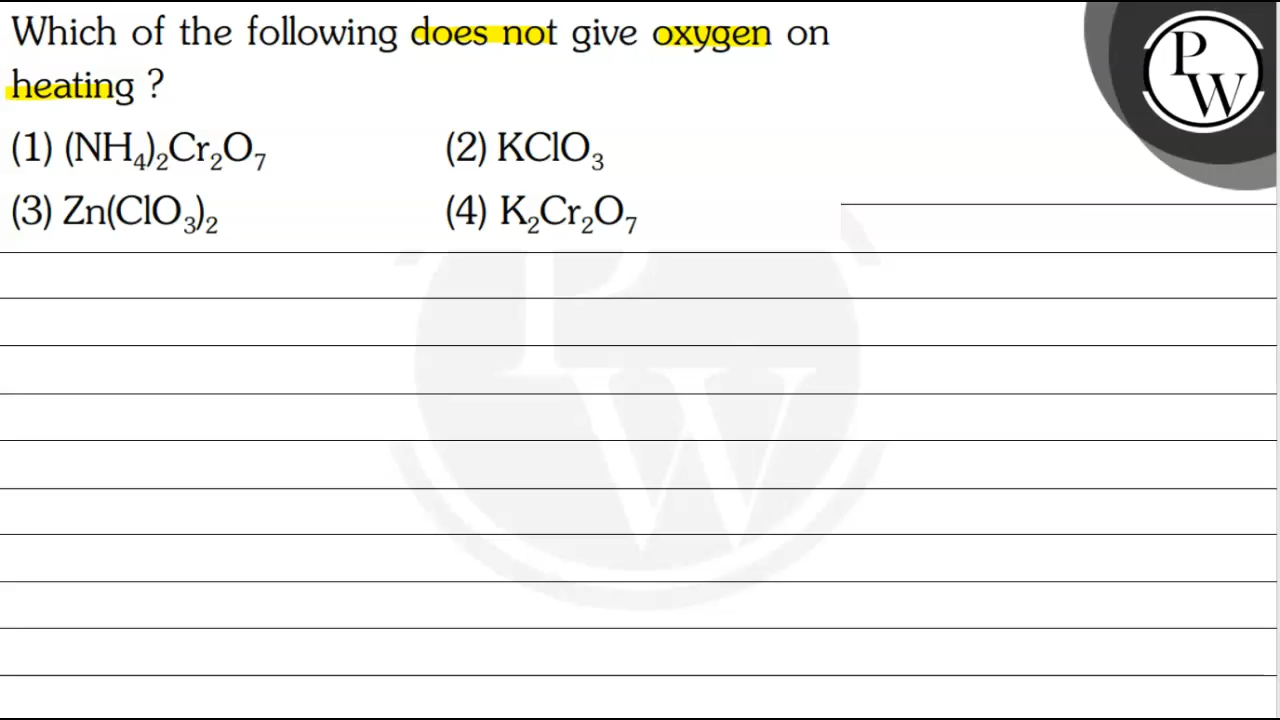 Which of the following does not give oxygen on
heating ?
(1) (NH₄)₂Cr₂O₇ (2) KClO₃
(3) Zn(ClO₃)₂ (4) K₂Cr₂O₇
PW
PW